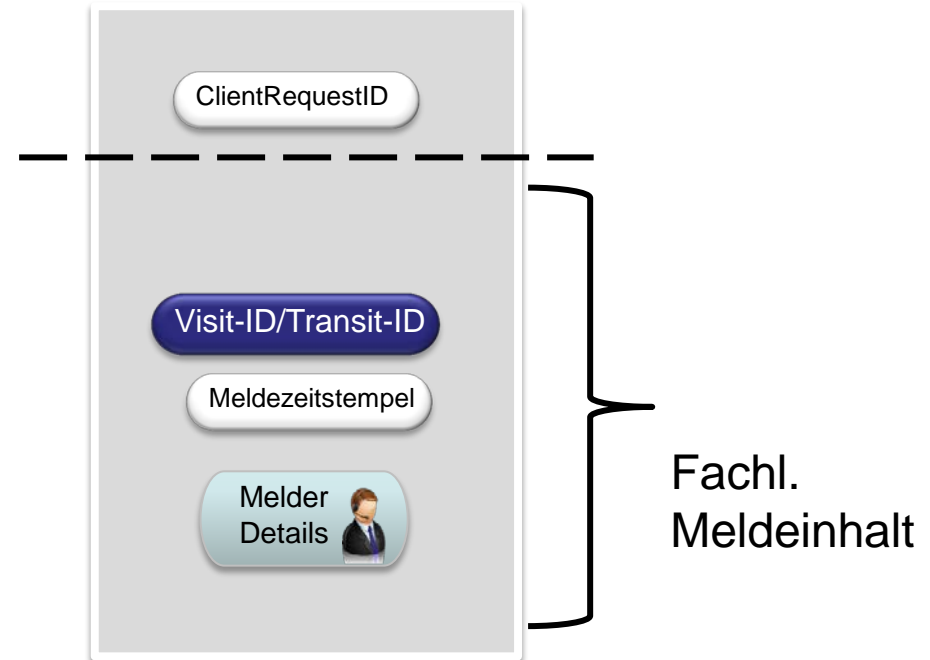 ClientRequestID
Visit-ID/Transit-ID
Meldezeitstempel
Melder
Details
Fachl.
Meldeinhalt